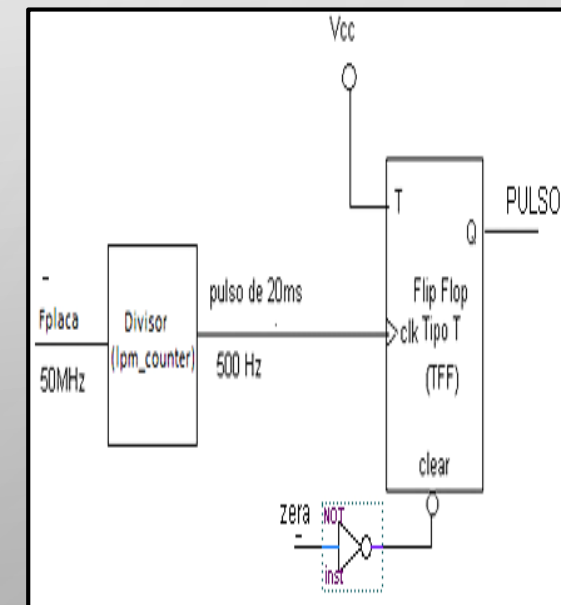 Vcc
T
PULSO
Q
pulso de 20ms
Flip Flop
Fplaca
Divisor
clk Tipo T
(lpm_counter)
50MHz
500 Hz
(TFF)
clear
zera
NOT
inst